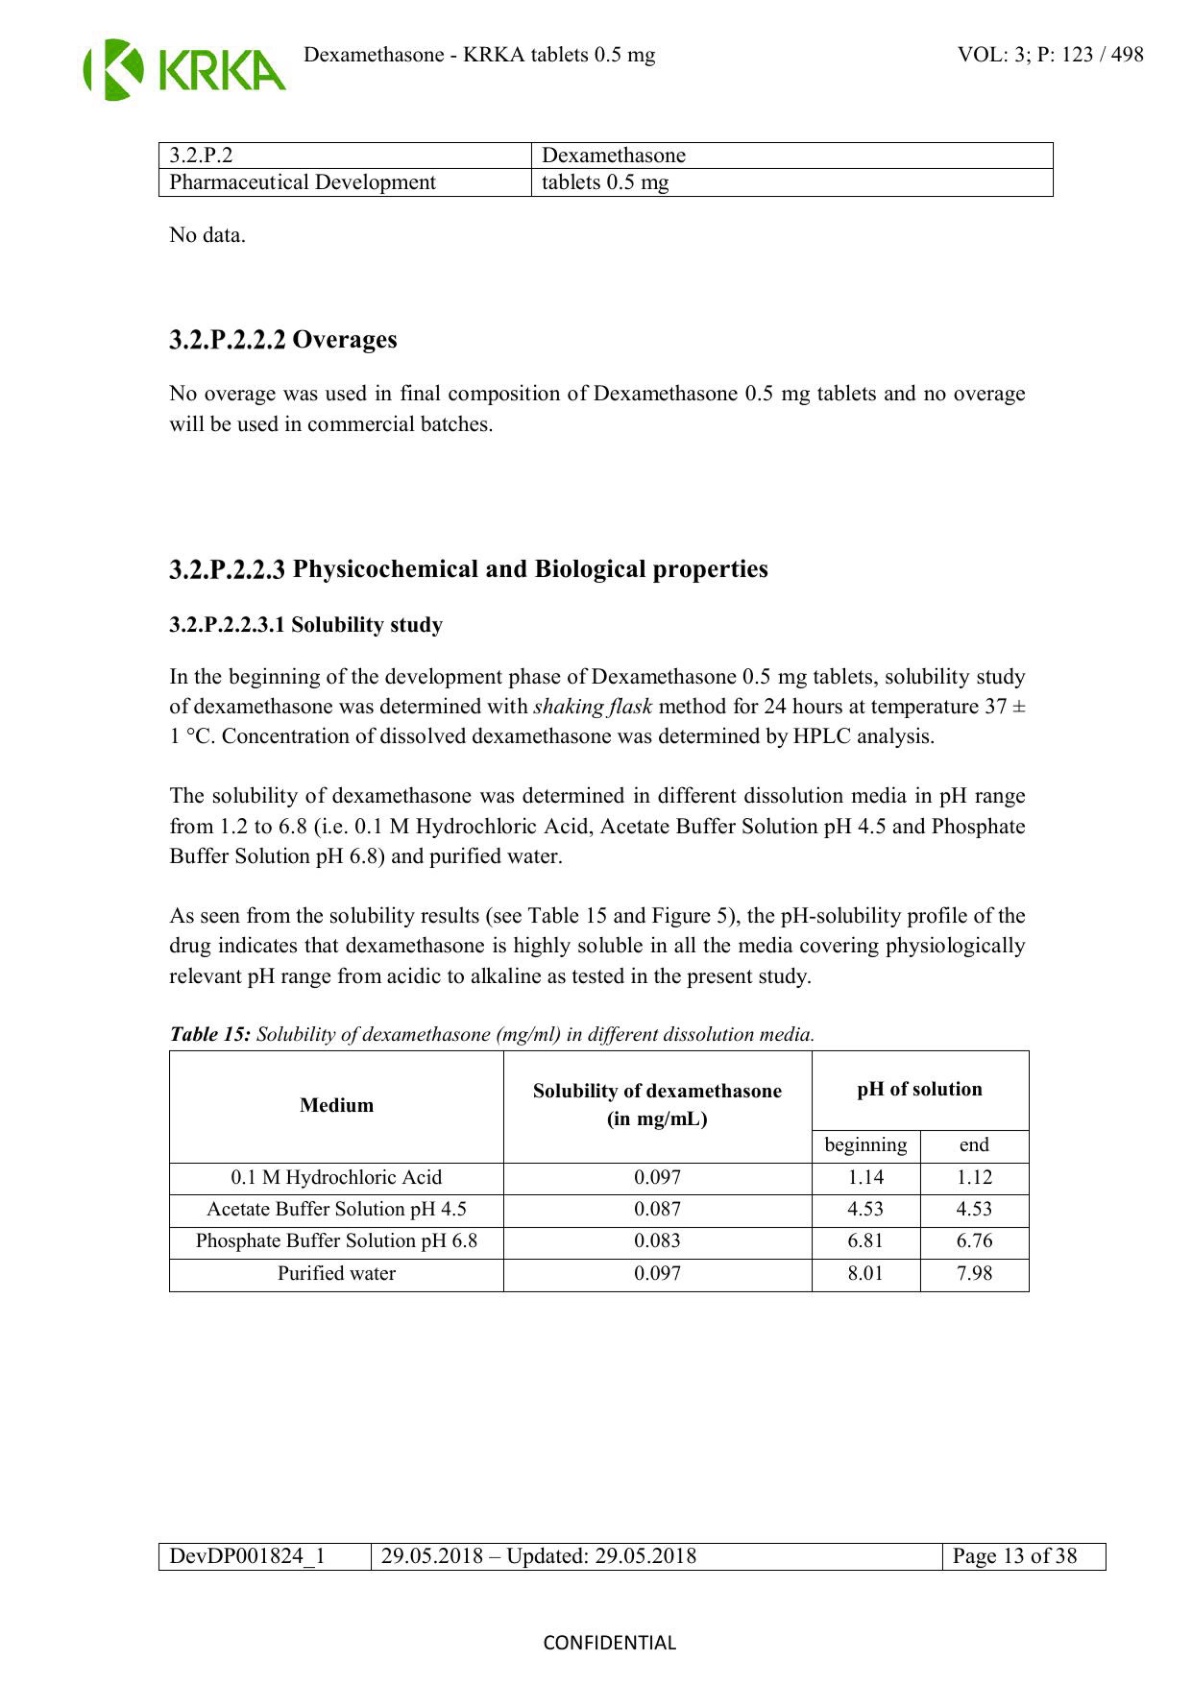 KRKA
Dexamethasone - KRKA tablets 0.5 mg
VOL: 3; P: 123 / 498
3.2.P.2 Dexamethasone
Pharmaceutical Development tablets 0.5 mg
No data.
3.2.P.2.2.2 Overages
No overage was used in final composition of Dexamethasone 0.5 mg tablets and no overage
will be used in commercial batches.
3.2.P.2.2.3 Physicochemical and Biological properties
3.2.P.2.2.3.1 Solubility study
In the beginning of the development phase of Dexamethasone 0.5 mg tablets, solubility study
of dexamethasone was determined with shaking flask method for 24 hours at temperature 37 ±
1 °C. Concentration of dissolved dexamethasone was determined by HPLC analysis.
The solubility of dexamethasone was determined in different dissolution media in pH range
from 1.2 to 6.8 (i.e. 0.1 M Hydrochloric Acid, Acetate Buffer Solution pH 4.5 and Phosphate
Buffer Solution pH 6.8) and purified water.
As seen from the solubility results (see Table 15 and Figure 5), the pH-solubility profile of the
drug indicates that dexamethasone is highly soluble in all the media covering physiologically
relevant pH range from acidic to alkaline as tested in the present study.
Table 15: Solubility of dexamethasone (mg/ml) in different dissolution media.
Medium
Solubility of dexamethasone
(in mg/mL)
pH of solution
beginning end
0.1 M Hydrochloric Acid 0.097 1.14 1.12
Acetate Buffer Solution pH 4.5 0.087 4.53 4.53
Phosphate Buffer Solution pH 6.8 0.083 6.81 6.76
Purified water 0.097 8.01 7.98
DevDP001824_1 29.05.2018 – Updated: 29.05.2018 Page 13 of 38
CONFIDENTIAL